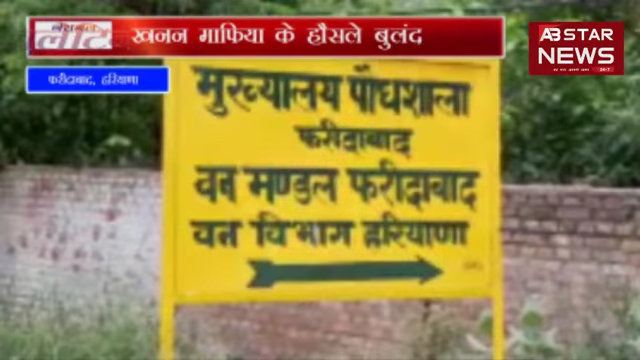 खनन माफिया के हौसले बुलंद
AB STAR
NEWS
फरीदाबाद, हरियाणा
मुख्यालय पौधशाला
फरीदाबाद
वन मण्डल फरीदाबाद
वन विभाग हरियाणा